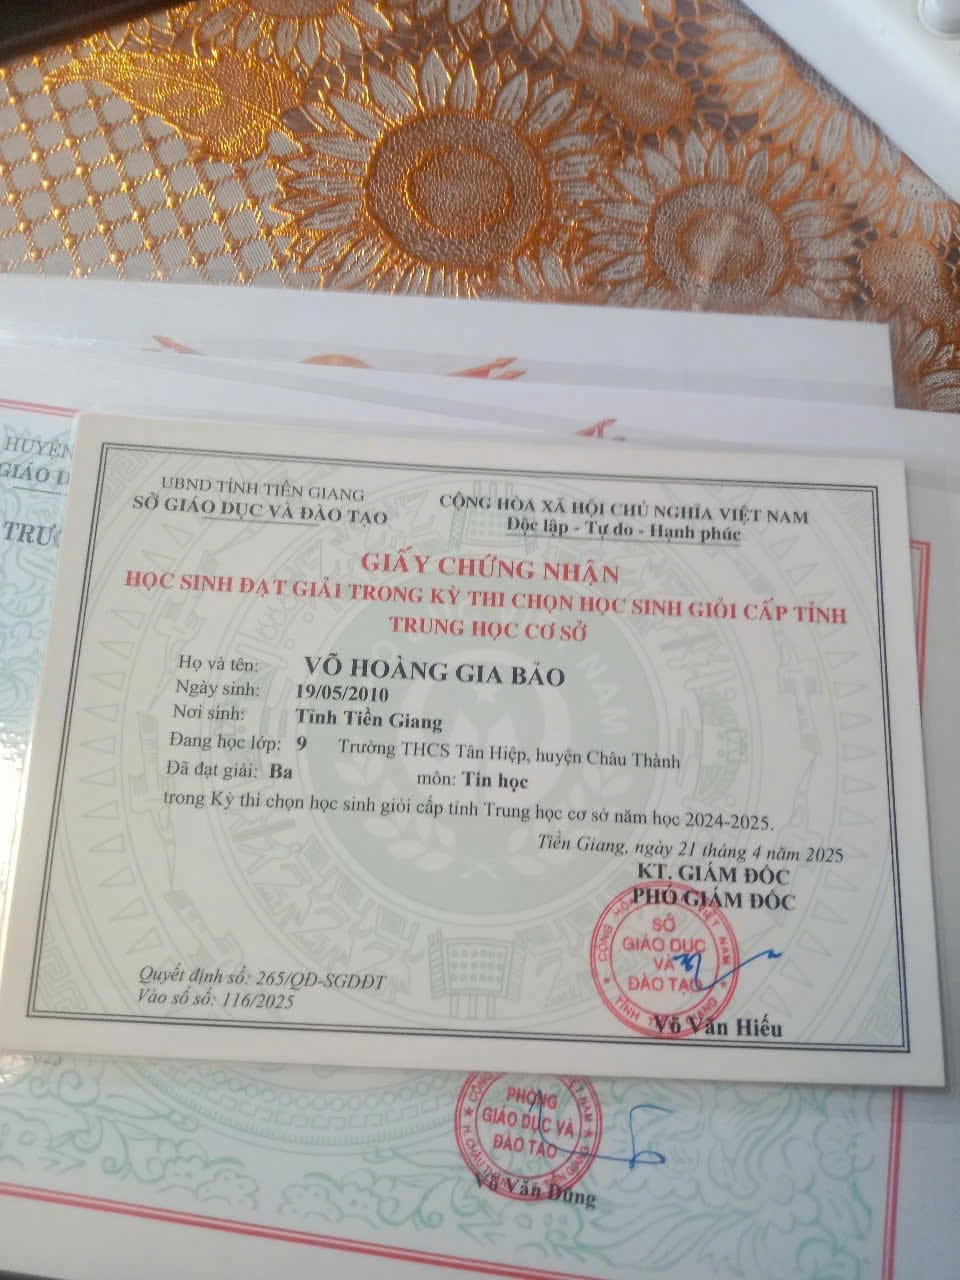 HUYỆN
GIÁO D
TRƯ
UBND TỈNH TIỀN GIANG
SỞ GIÁO DỤC VÀ ĐÀO TẠO
CỘNG HÒA XÃ HỘI CHỦ NGHĨA VIỆT NAM
Độc lập - Tự do - Hạnh phúc
GIẤY CHỨNG NHẬN
HỌC SINH ĐẠT GIẢI TRONG KỲ THI CHỌN HỌC SINH GIỎI CẤP TỈNH
TRUNG HỌC CƠ SỞ
Họ và tên: VÕ HOÀNG GIA BẢO
Ngày sinh: 19/05/2010
Nơi sinh: Tỉnh Tiền Giang
Đang học lớp: 9 Trường THCS Tân Hiệp, huyện Châu Thành
Đã đạt giải: Ba môn: Tin học
trong Kỳ thi chọn học sinh giỏi cấp tỉnh Trung học cơ sở năm học 2024-2025.
Tiền Giang, ngày 21 tháng 4 năm 2025
KT. GIÁM ĐỐC
PHÓ GIÁM ĐỐC
SỞ
GIÁO DỤC
VÀ
ĐÀO TẠO
Võ Văn Hiếu
Quyết định số: 265/QĐ-SGDĐT
Vào sổ số: 116/2025
PHÒNG
GIÁO DỤC VÀ
ĐÀO TẠO
Võ Văn Dũng